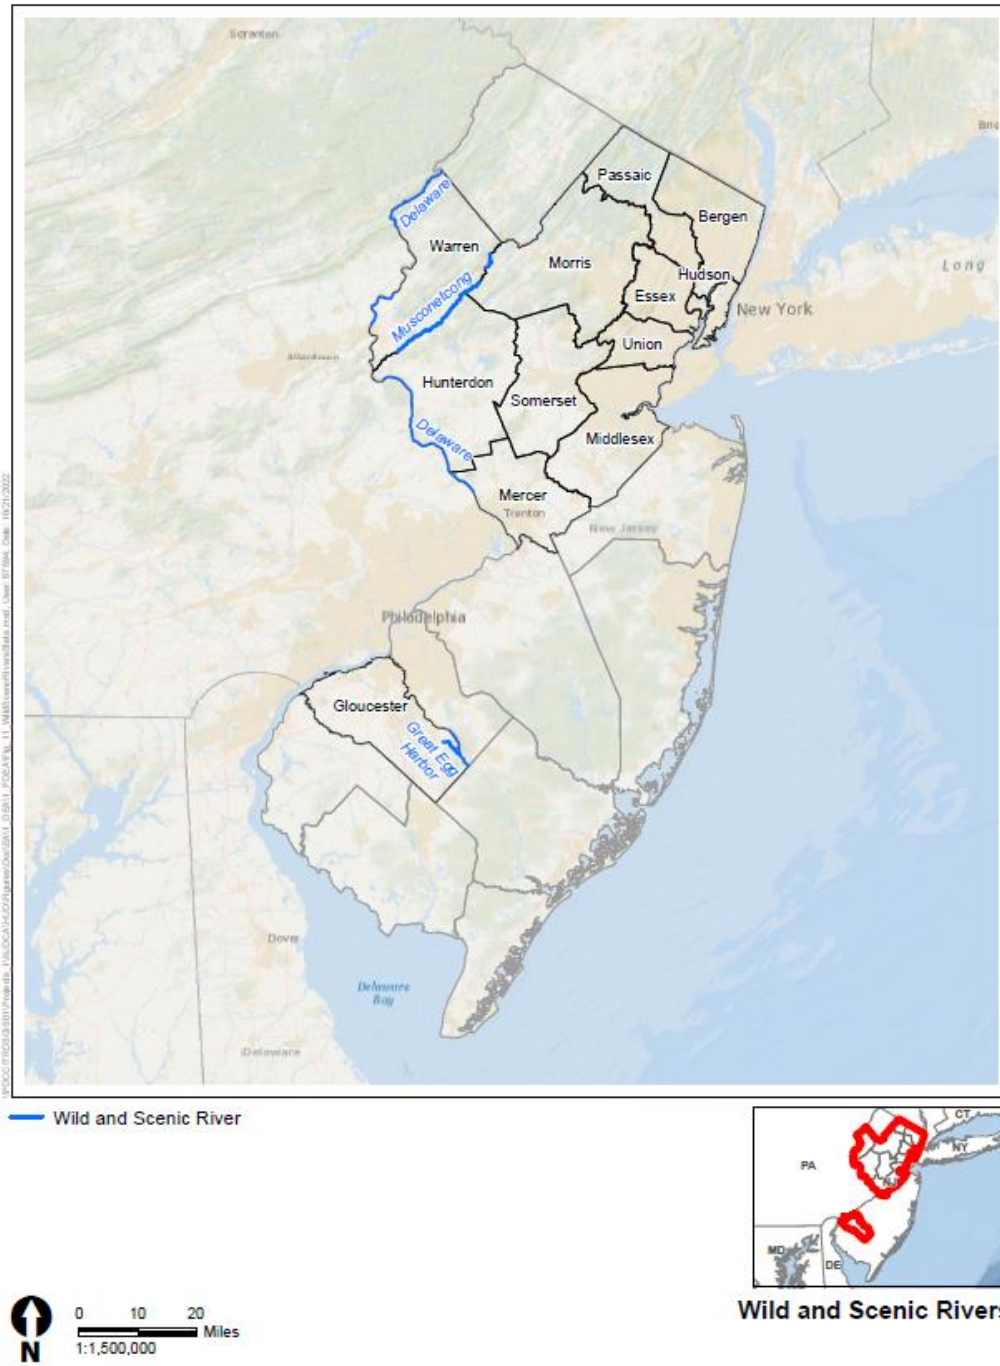 Scranton
Passaic
Delaware
Bergen
Warren
Morris
Hudson
Long
Essex
New York
Musconetcong
Union
Allentown
Hunterdon
Somerset
Delaware
Middlesex
Mercer
Trenton
New Jersey
Philadelphia
Gloucester
Great Egg
Harbor
Dover
Delaware
Bay
Delaware
Wild and Scenic River
CT
NY
PA
NJ
MD
DE
Wild and Scenic Rivers
0 10 20
Miles
1:1,500,000
N